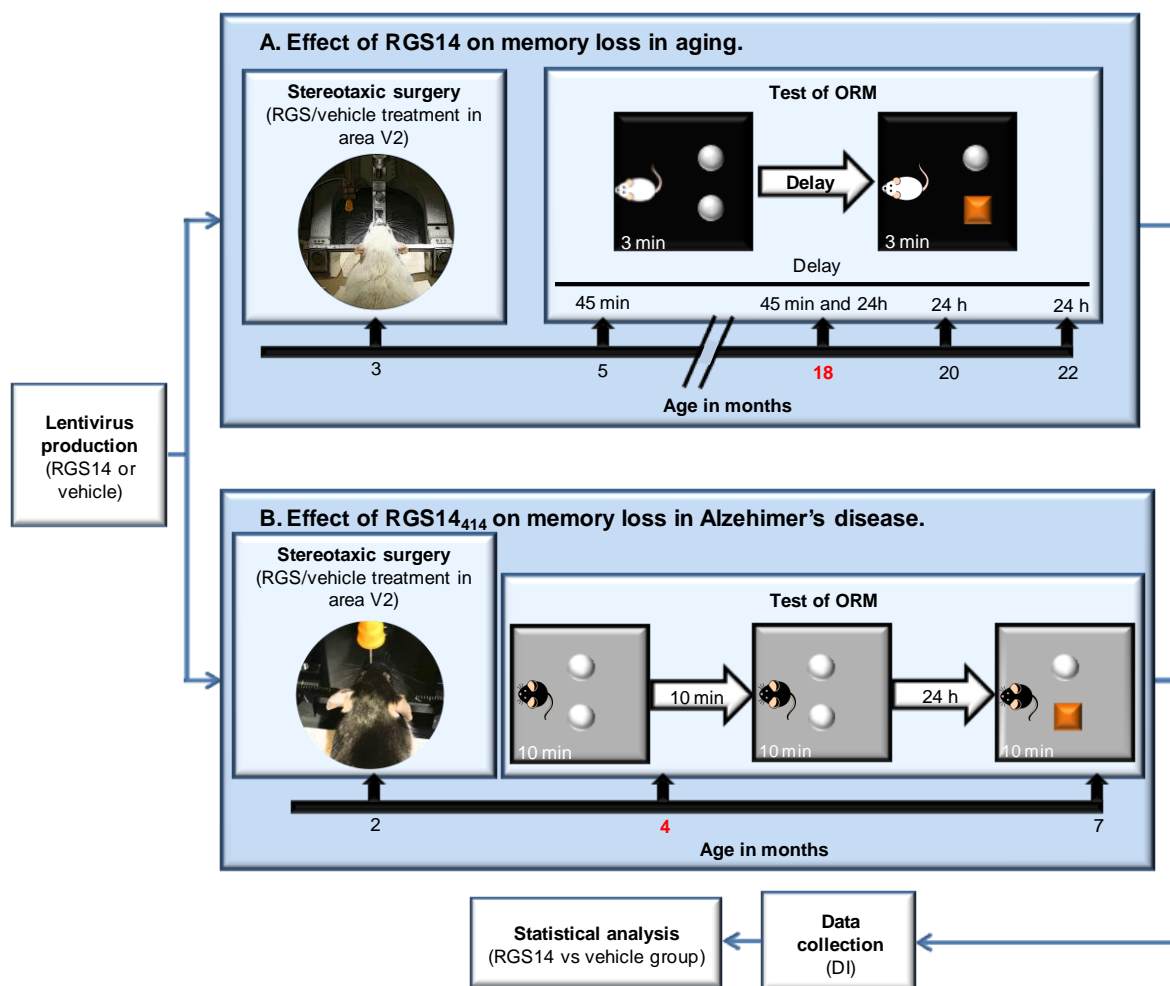 A. Effect of RGS14 on memory loss in aging.
Stereotaxic surgery
(RGS/vehicle treatment in
area V2)
Test of ORM
Delay
3 min
3 min
Delay
45 min
45 min and 24h
24 h
24 h
3
5
18
20
22
Age in months
Lentivirus
production
(RGS14 or
vehicle)
B. Effect of RGS14₄₁₄ on memory loss in Alzehimer's disease.
Stereotaxic surgery
(RGS/vehicle treatment in
area V2)
Test of ORM
10 min
24 h
10 min
10 min
10 min
2
4
7
Age in months
Statistical analysis
(RGS14 vs vehicle group)
Data
collection
(DI)